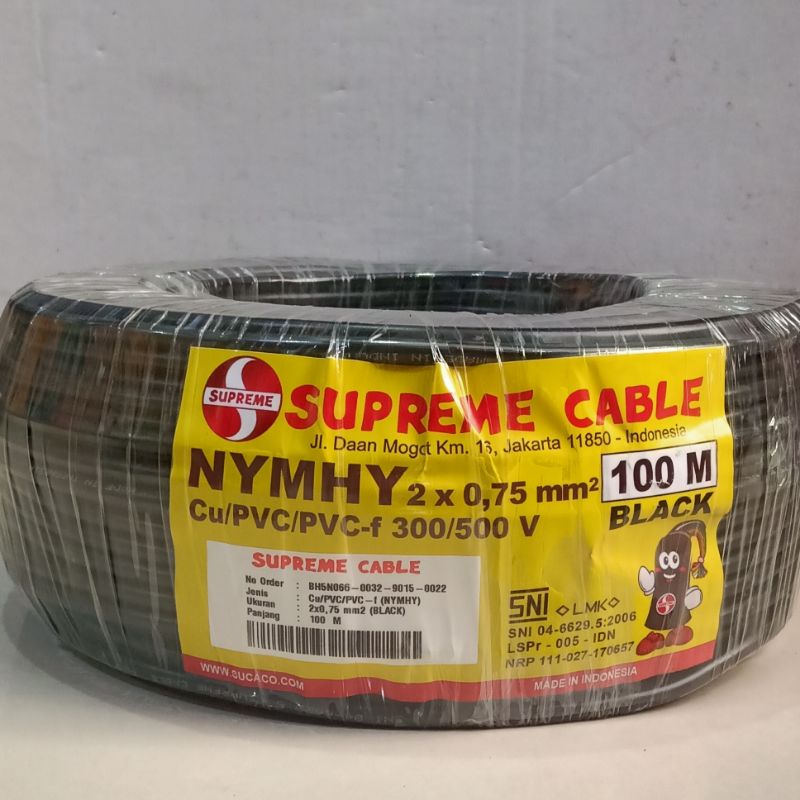 SUPREME
SUPREME CABLE
Jl. Daan Mogot Km. 16, Jakarta 11850 - Indonesia
NYMHY 2 x 0,75 mm² 100 M
Cu/PVC/PVC-f 300/500 V BLACK
SUPREME CABLE
No Order : BH5N066-0032-9015-0022
Jenis : Cu/PVC/PVC-f (NYMHY)
Ukuran : 2x0,75 mm2 (BLACK)
Panjang : 100 M
SNI LMK
SNI 04-6629.5:2006
LSPr - 005 - IDN
NRP 111-027-170657
WWW.SUCACO.COM
MADE IN INDONESIA